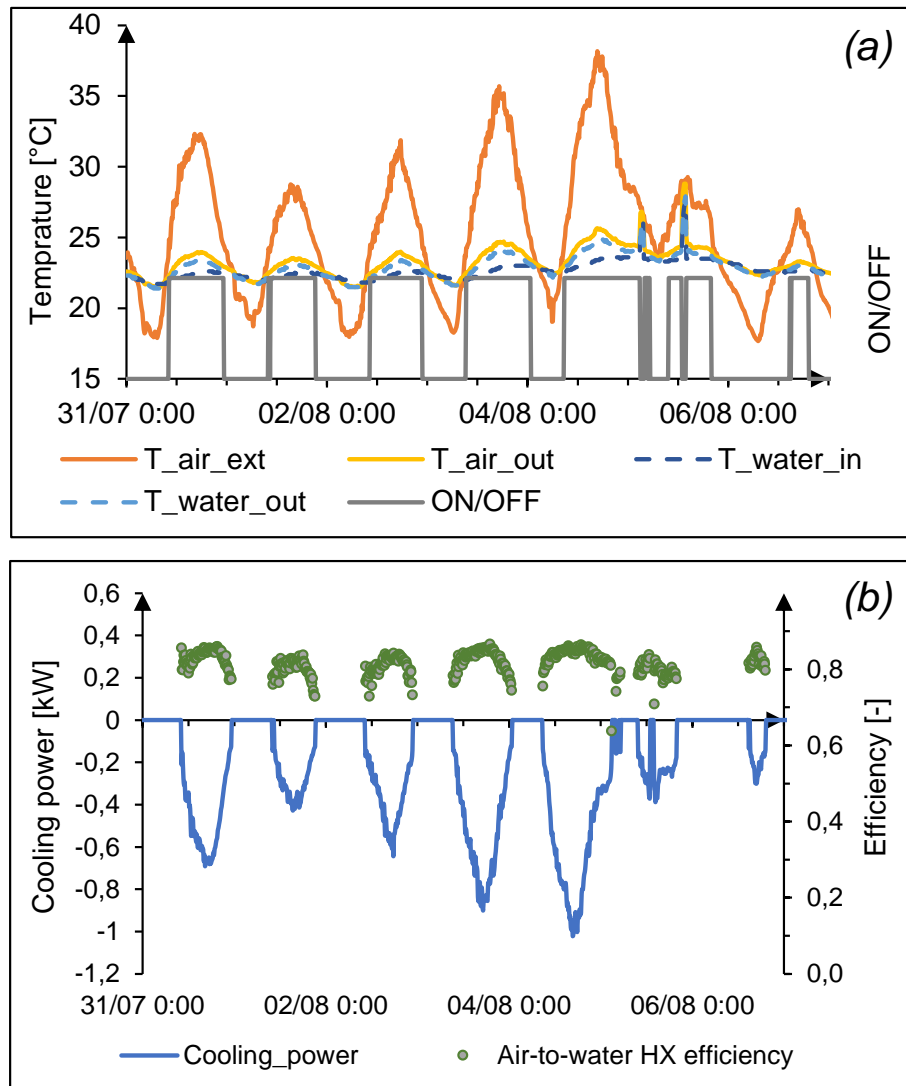 (a)
40
35
30
25
20
15
Temprature [°C]
ON/OFF
31/07 0:00 02/08 0:00 04/08 0:00 06/08 0:00
T_air_ext T_air_out T_water_in
T_water_out ON/OFF
(b)
0,6
0,4
0,2
0
-0,2
-0,4
-0,6
-0,8
-1
-1,2
Cooling power [kW]
0,8
0,6
0,4
0,2
0,0
Efficiency [-]
31/07 0:00 02/08 0:00 04/08 0:00 06/08 0:00
Cooling_power Air-to-water HX efficiency